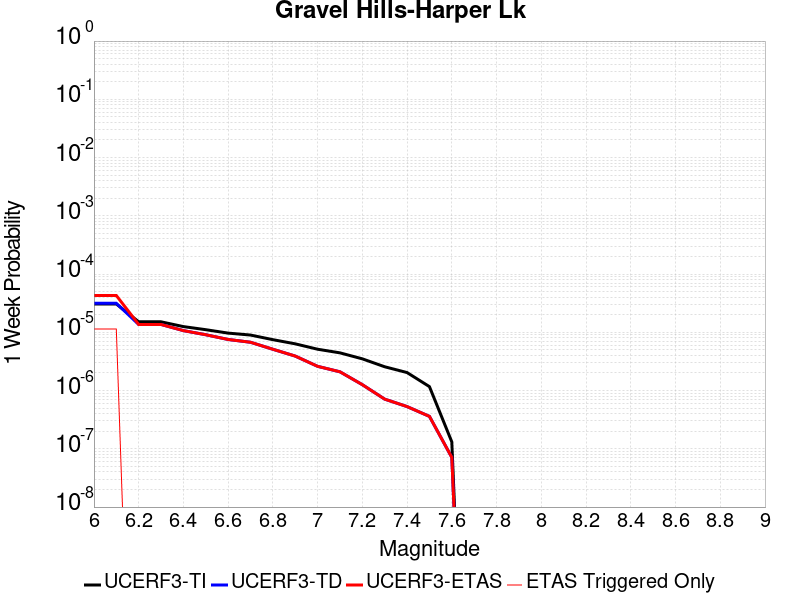 Gravel Hills-Harper Lk
10^0
10^-1
10^-2
10^-3
10^-4
10^-5
10^-6
10^-7
10^-8
1 Week Probability
6 6.2 6.4 6.6 6.8 7 7.2 7.4 7.6 7.8 8 8.2 8.4 8.6 8.8 9
Magnitude
UCERF3-TI UCERF3-TD UCERF3-ETAS ETAS Triggered Only